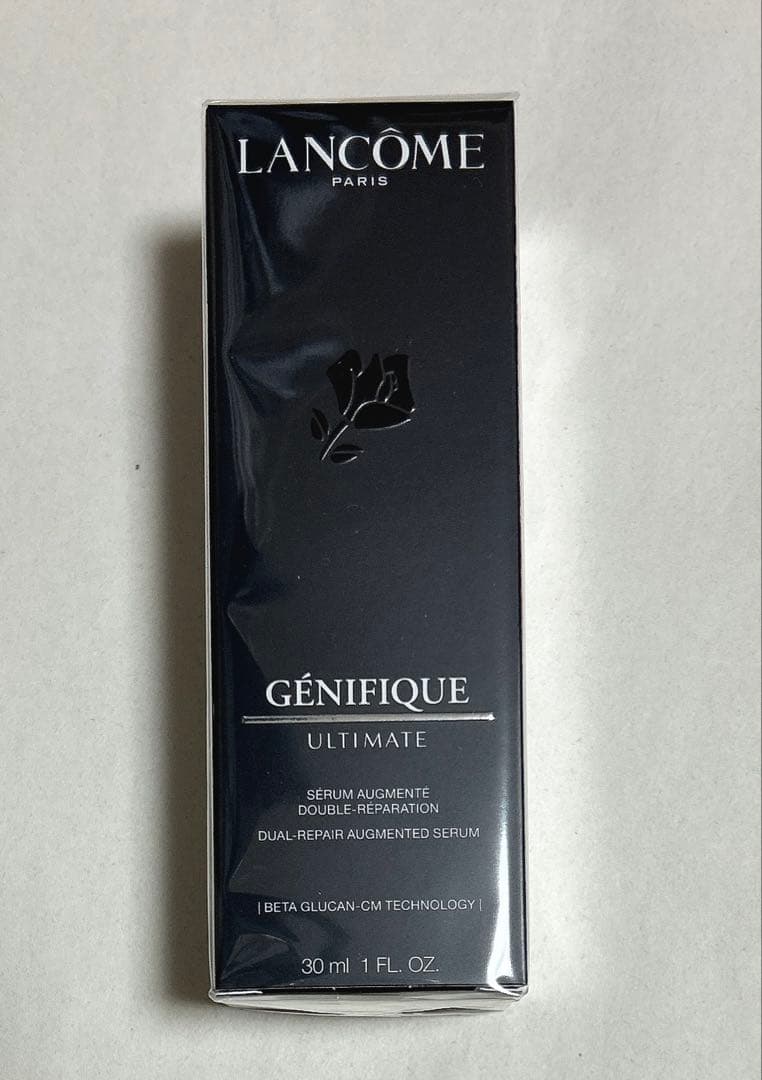 LANCÔME
PARIS
GÉNIFIQUE
ULTIMATE
SÉRUM AUGMENTÉ
DOUBLE-RÉPARATION
DUAL-REPAIR AUGMENTED SERUM
| BETA GLUCAN-CM TECHNOLOGY |
30 ml 1 FL. OZ.